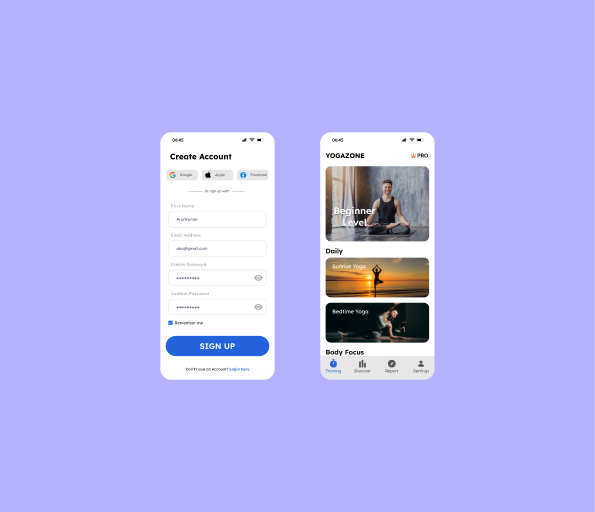 06:45
Create Account
Google
Apple
Facebook
or sign up with
First Name
Arunkumar
Email Address
abc@gmail.com
Create Password
Confirm Password
Remember me
SIGN UP
Don't have an Account? Login here
06:45
YOGAZONE
PRO
Beginner
Level
Daily
Sunrise Yoga
Bedtime Yoga
Body Focus
Training
Discover
Report
Settings